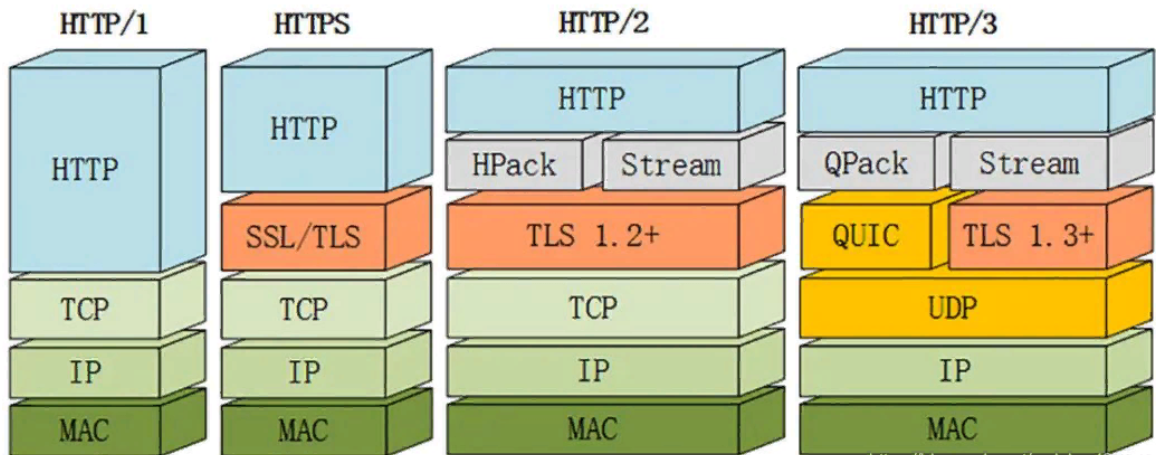 HTTP/1
HTTPS
HTTP/2
HTTP/3
HTTP
TCP
IP
MAC
HTTP
SSL/TLS
TCP
IP
MAC
HTTP
HPack
Stream
TLS 1.2+
TCP
IP
MAC
HTTP
QPack
Stream
QUIC
TLS 1.3+
UDP
IP
MAC